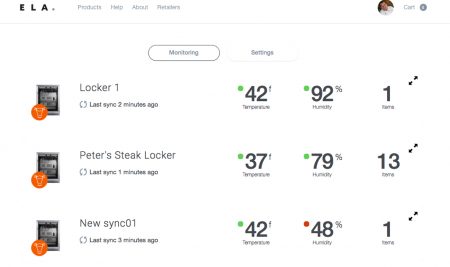 ELA.
Products Help About Retailers
Cart
Monitoring Settings
Locker 1
Last sync 2 minutes ago
42 f
Temperature
92 %
Humidity
1
Items
Peter's Steak Locker
Last sync 1 minutes ago
37 f
Temperature
79 %
Humidity
13
Items
New sync01
Last sync 3 minutes ago
42 f
Temperature
48 %
Humidity
1
Items